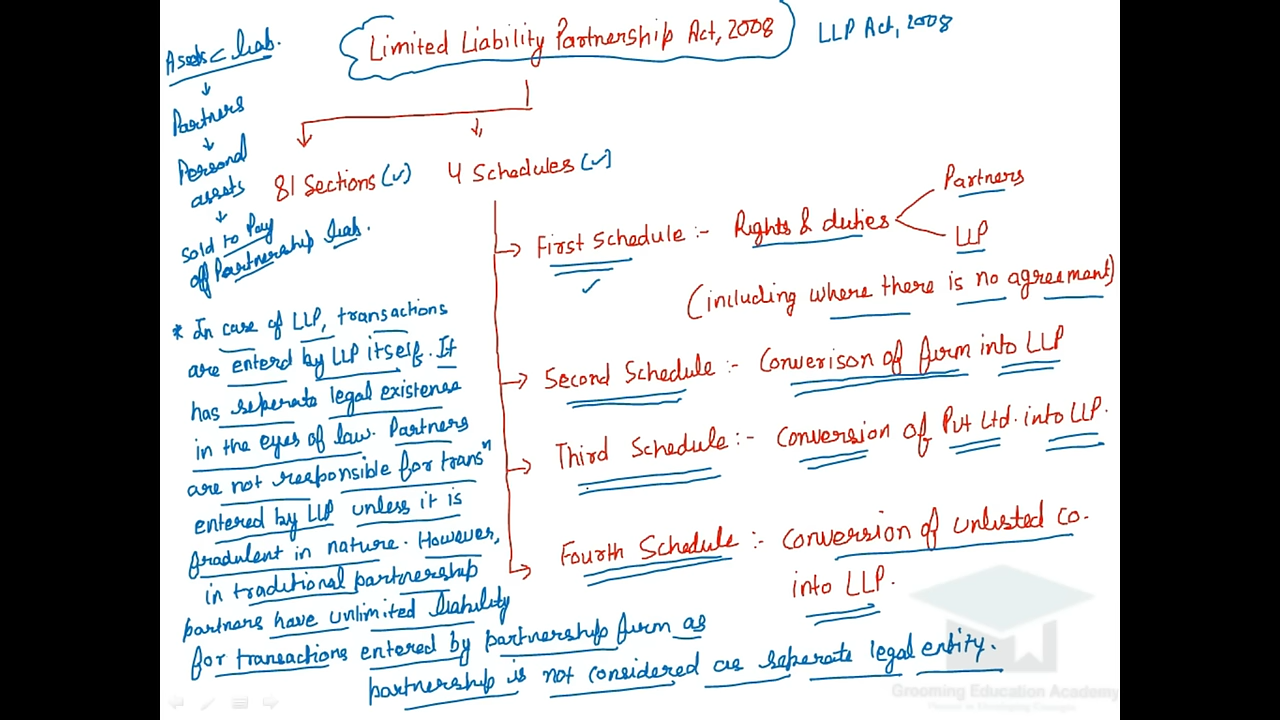 Limited Liability Partnership Act, 2008
LLP Act, 2008
Assets < liab.
Partners
Personal
assets
sold to Pay
off Partnership liab.
81 Sections (✓)
4 Schedules (✓)
First Schedule :- Rights & duties
Partners
LLP
(including where there is no agreement)
Second Schedule :- Converison of firm into LLP
Third Schedule :- Conversion of Pvt Ltd. into LLP.
Fourth Schedule :- Conversion of unlisted co.
into LLP.
* In case of LLP, transactions
are enterd by LLP itself. It
has seperate legal existense
in the eyes of law. Partners
are not responsible for transⁿ
entered by LLP unless it is
fradulent in nature. However,
in traditional partnership
partners have unlimited liability
for transactions entered by partnership firm as
partnership is not considered as seperate legal entity.
Grooming Education Academy